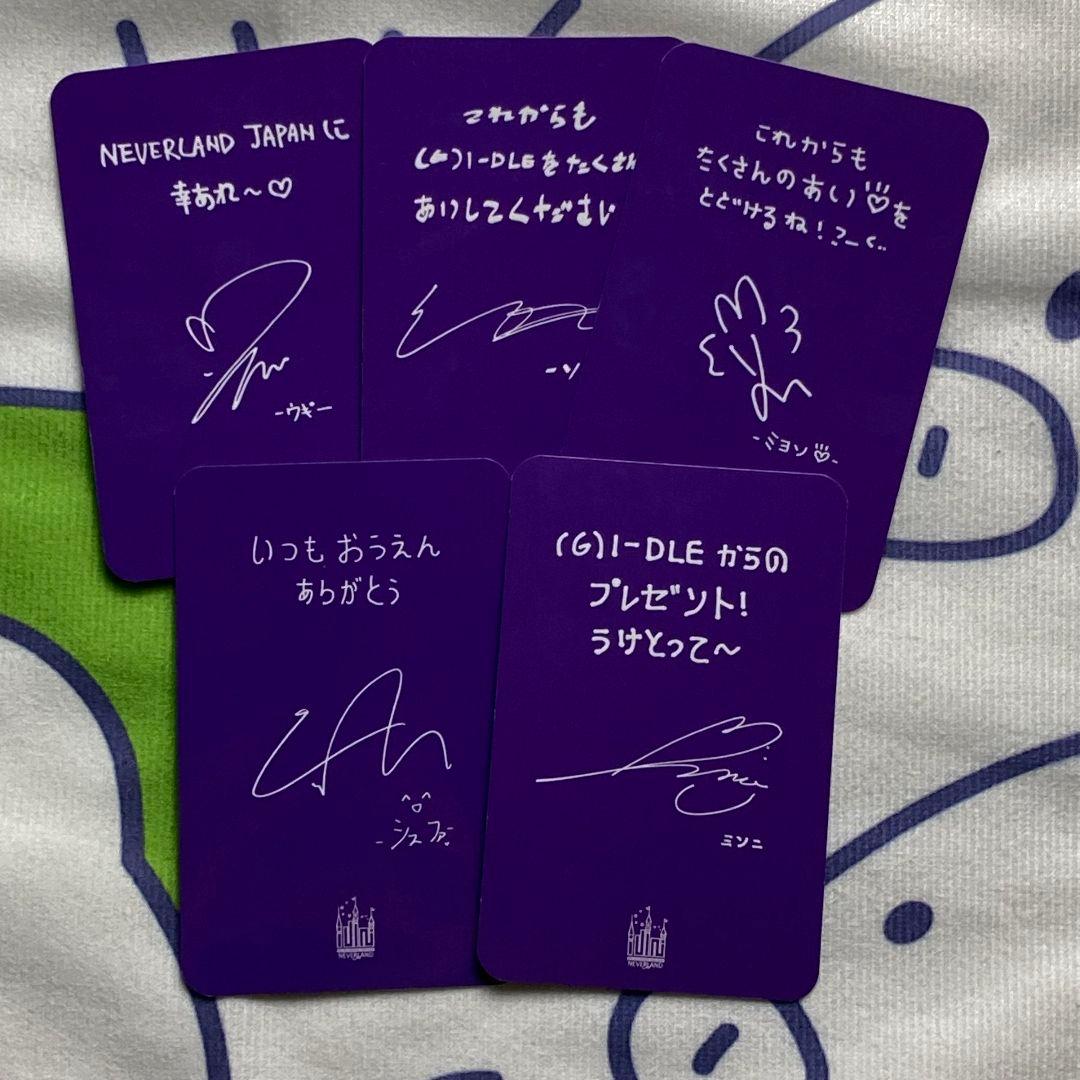 NEVERLAND JAPANに
幸あれ〜♡
-ウギ-
これからも
(G)I-DLEをたくさん
あいしてください
-ソ
これからも
たくさんのあい♡を
とどけるね!
-ミヨン♡-
いつもおうえん
ありがとう
-シュファ-
NEVERLAND
(G)I-DLEからの
プレゼント!
うけとって〜
ミンニ
NEVERLAND